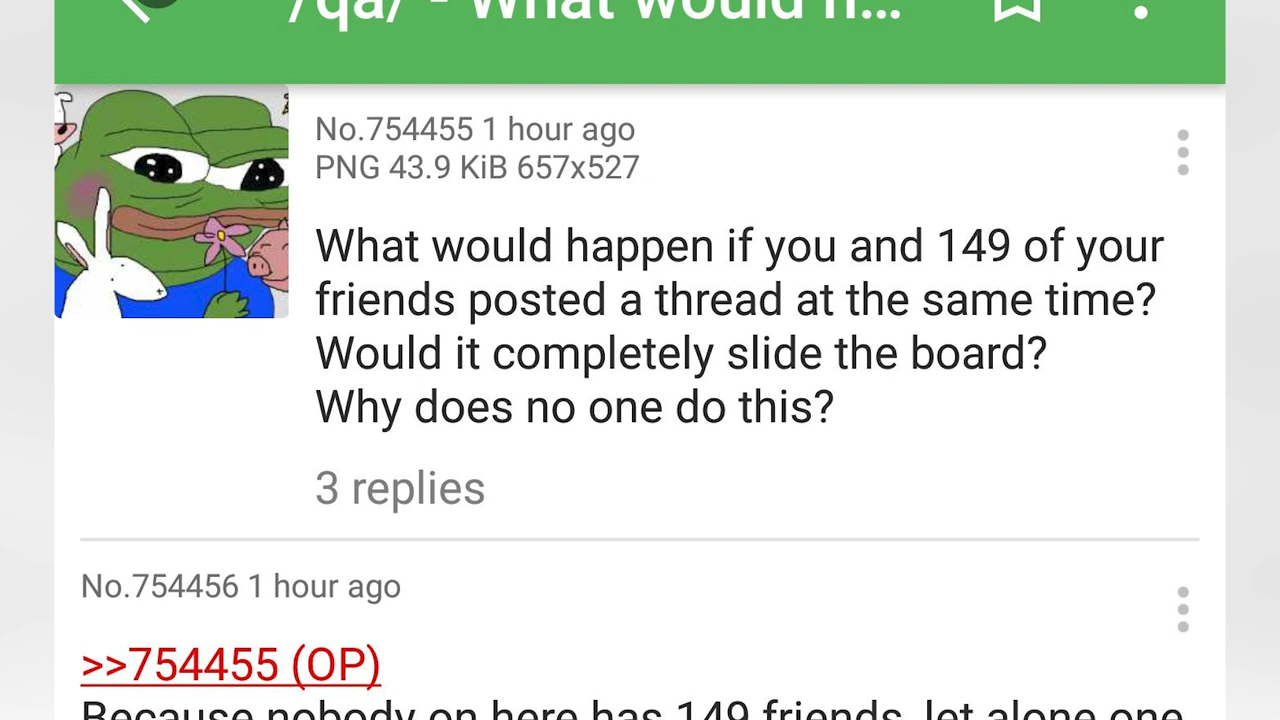 /qa/ - What would h...
No.754455 1 hour ago
PNG 43.9 KiB 657x527
What would happen if you and 149 of your
friends posted a thread at the same time?
Would it completely slide the board?
Why does no one do this?
3 replies
No.754456 1 hour ago
>>754455 (OP)
Because nobody on here has 149 friends, let alone one